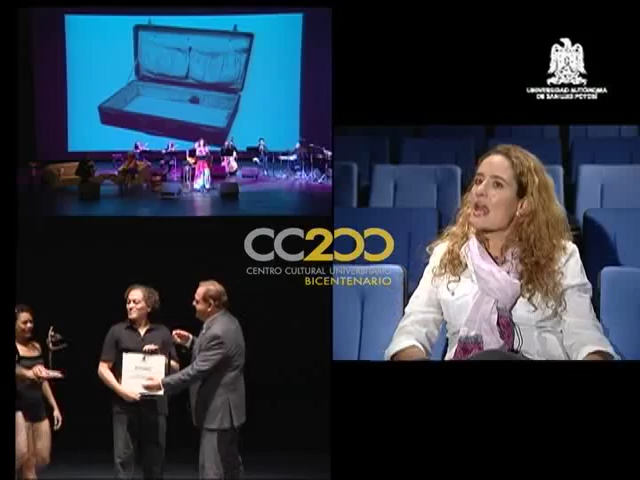 UNIVERSIDAD AUTÓNOMA
DE SAN LUIS POTOSÍ
CC200
CENTRO CULTURAL UNIVERSITARIO
BICENTENARIO